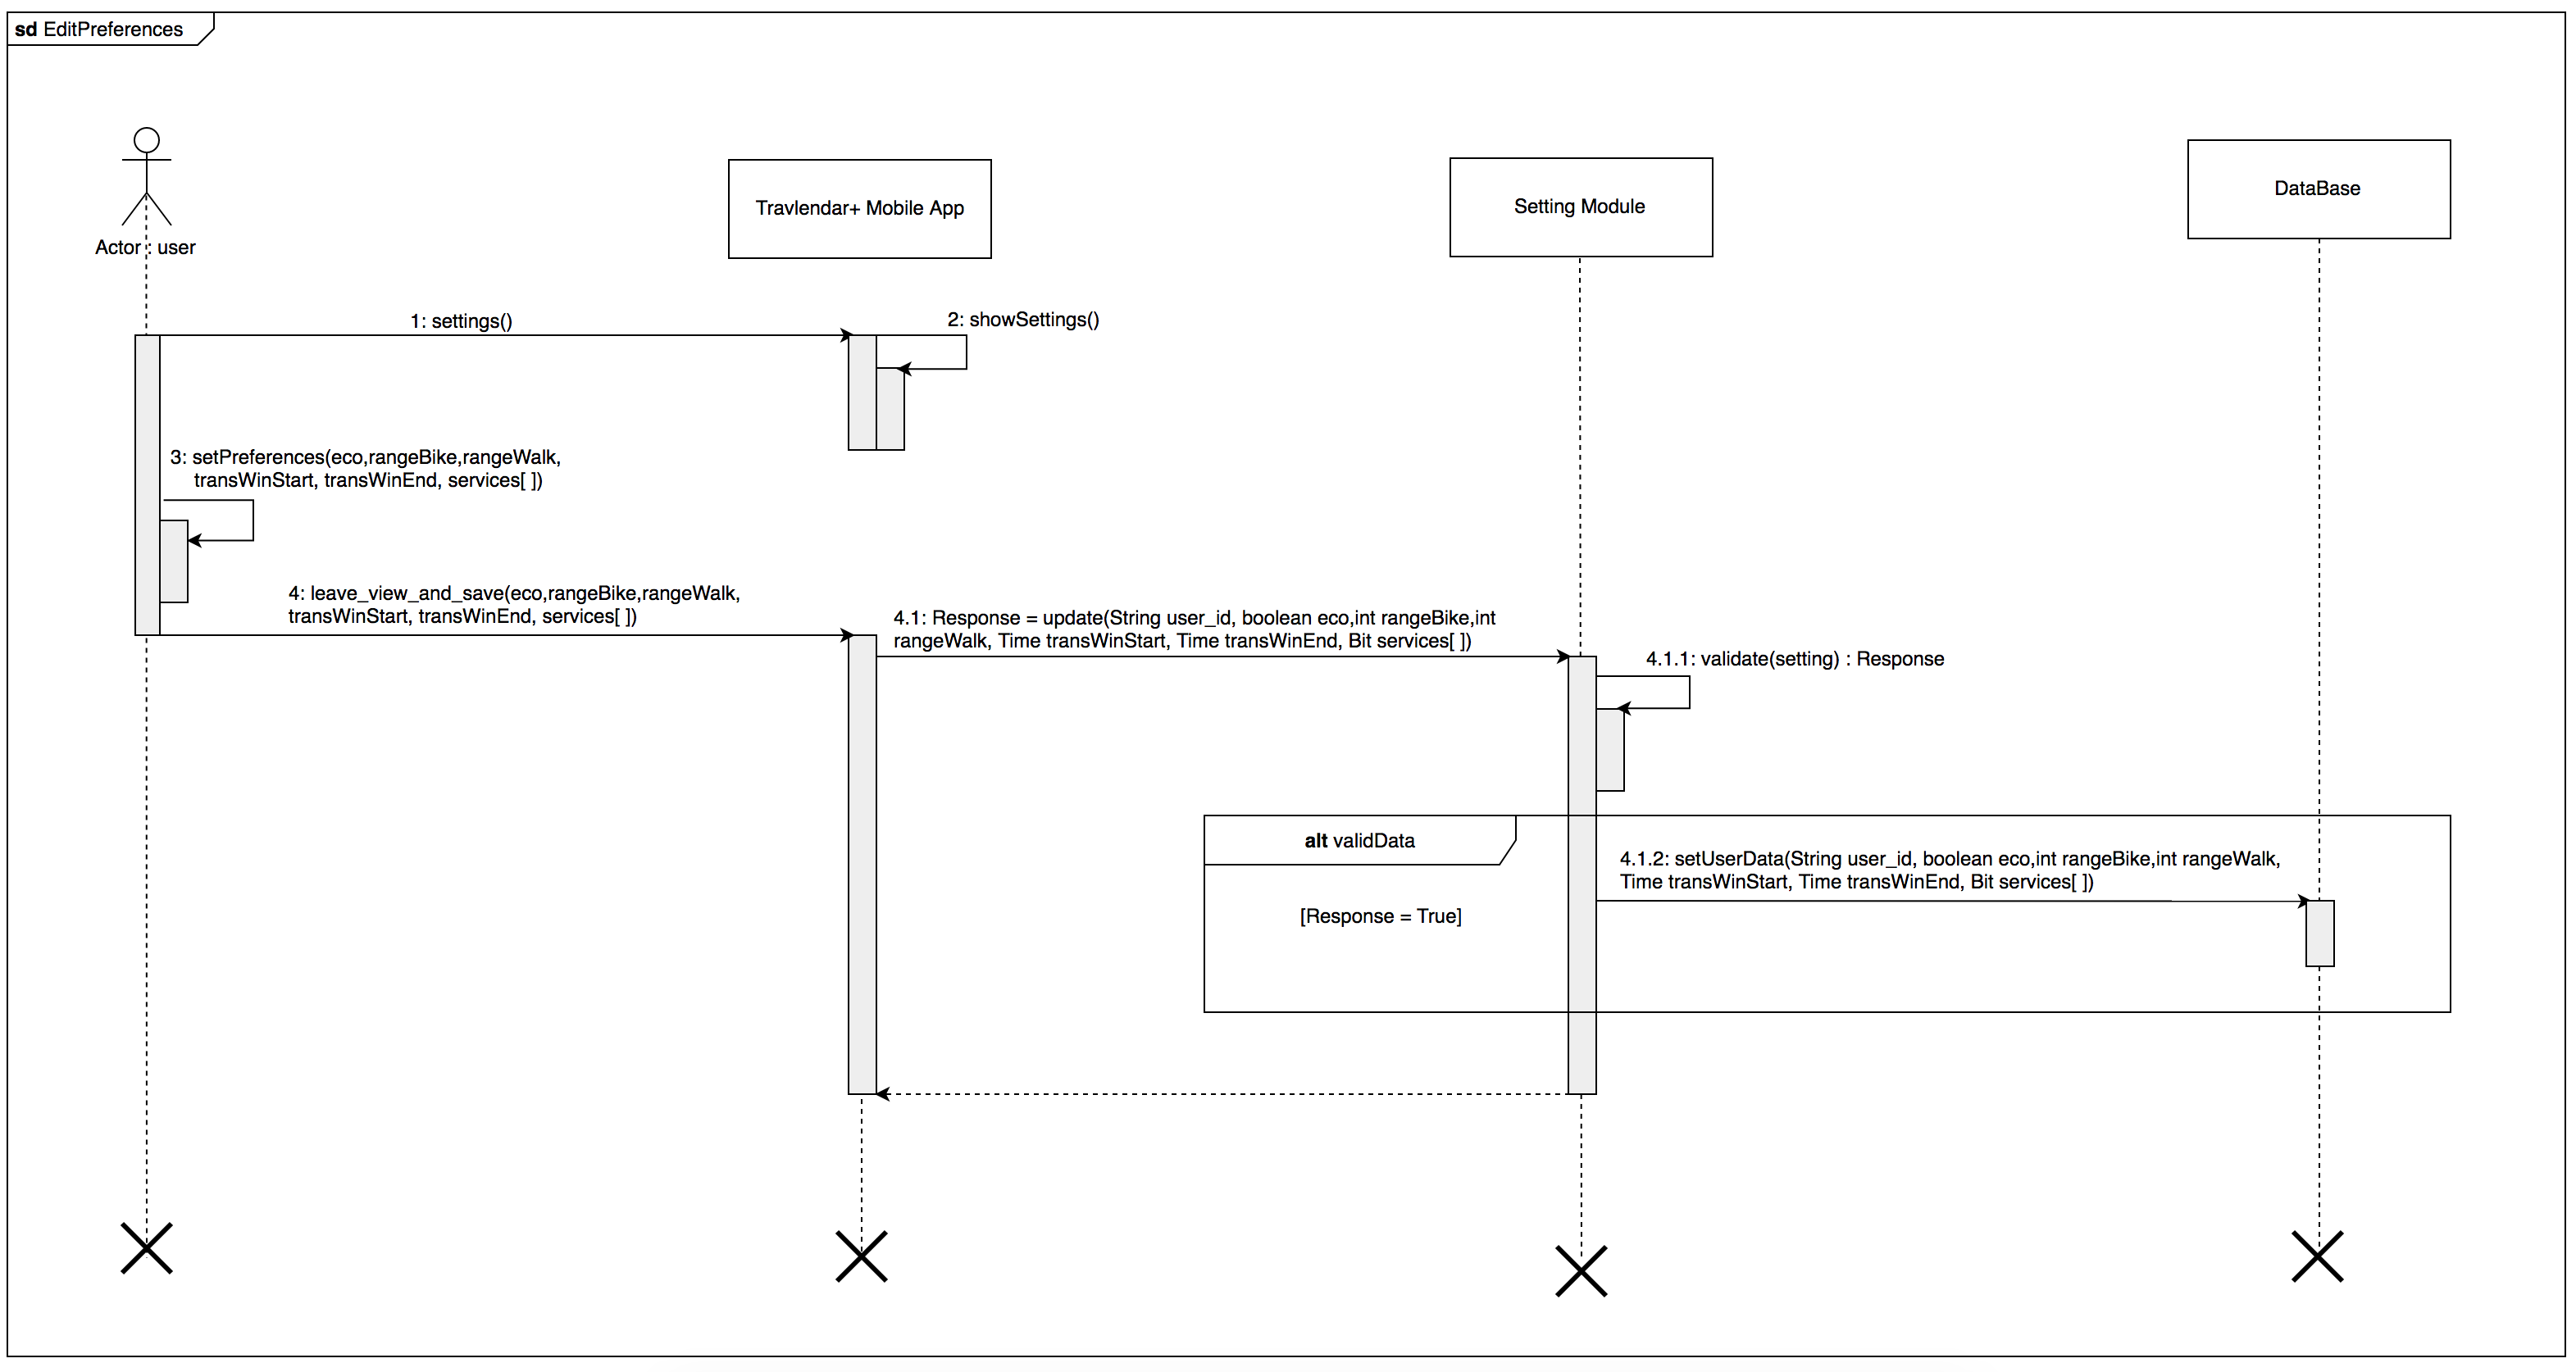 sd EditPreferences
Actor : user
Travlendar+ Mobile App
Setting Module
DataBase
1: settings()
2: showSettings()
3: setPreferences(eco,rangeBike,rangeWalk,
transWinStart, transWinEnd, services[ ])
4: leave_view_and_save(eco,rangeBike,rangeWalk,
transWinStart, transWinEnd, services[ ])
4.1: Response = update(String user_id, boolean eco,int rangeBike,int
rangeWalk, Time transWinStart, Time transWinEnd, Bit services[ ])
4.1.1: validate(setting) : Response
alt validData
4.1.2: setUserData(String user_id, boolean eco,int rangeBike,int rangeWalk,
Time transWinStart, Time transWinEnd, Bit services[ ])
[Response = True]